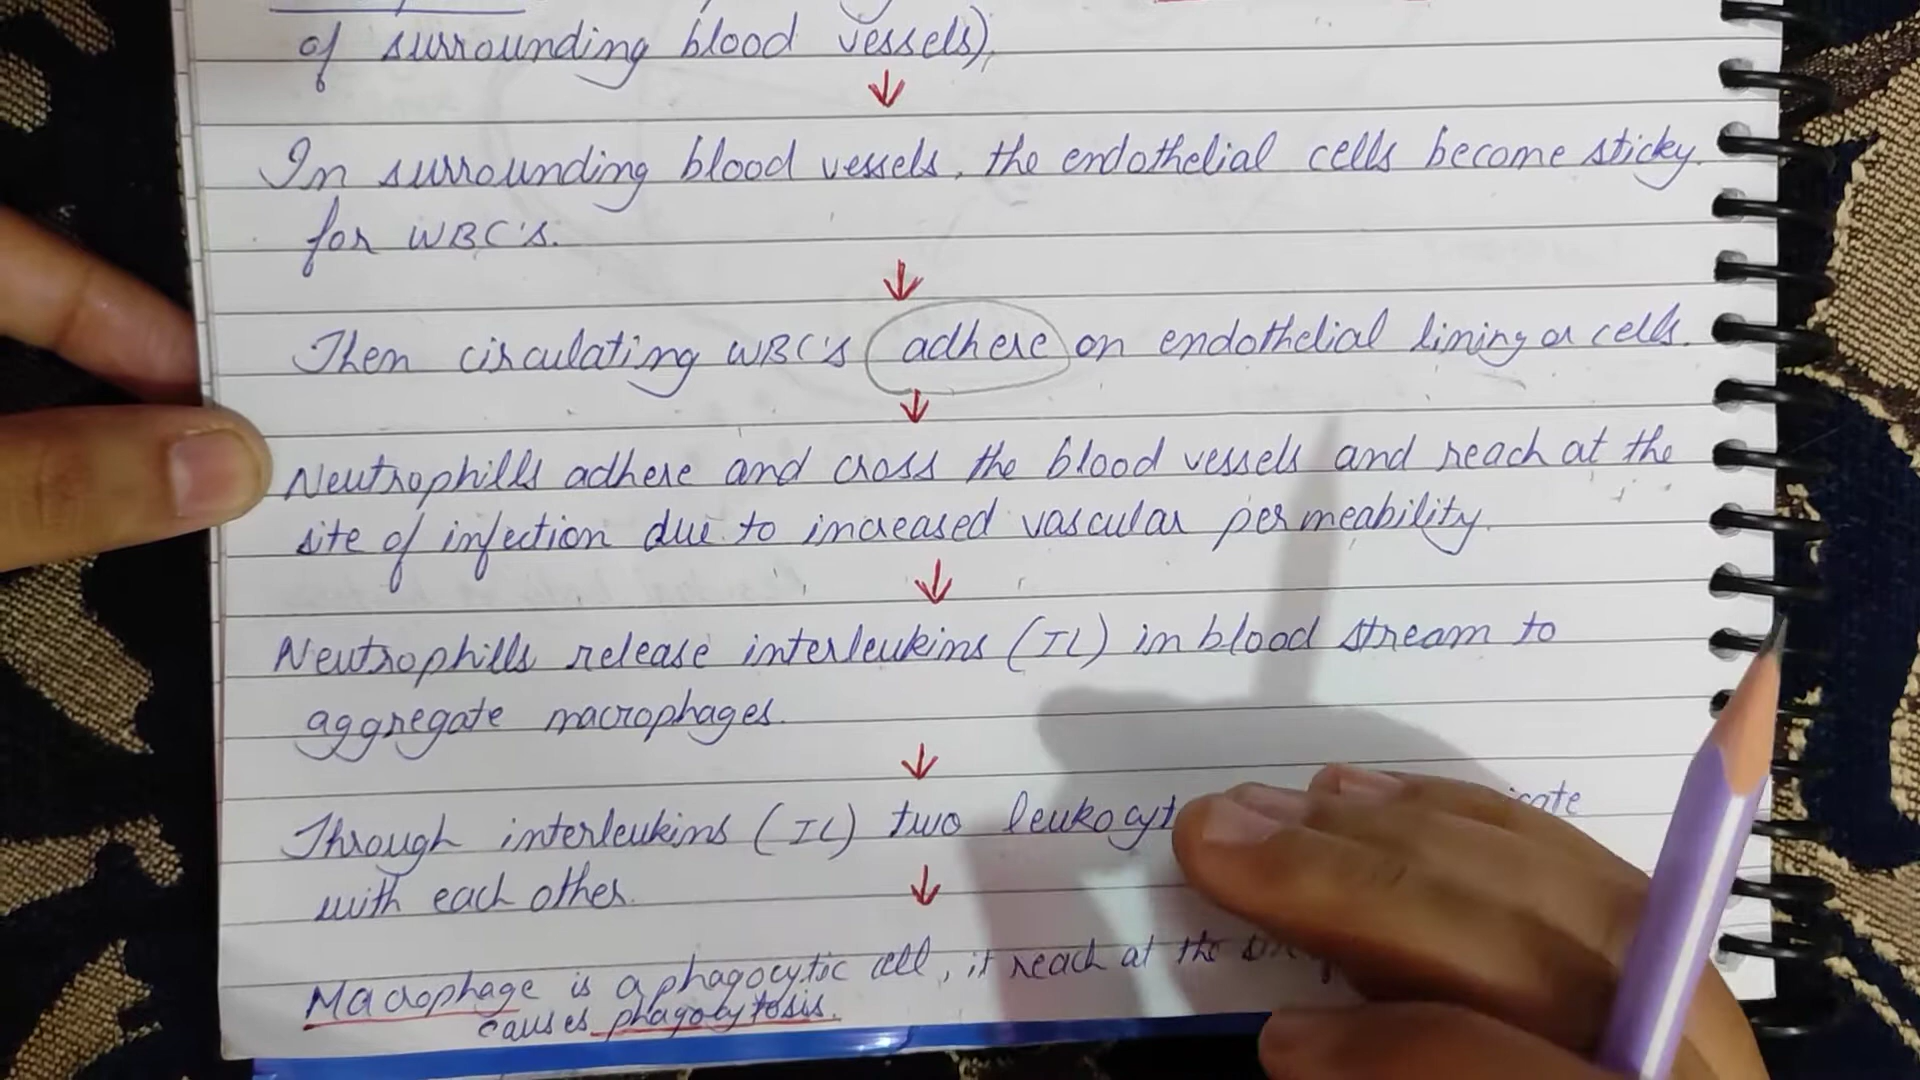 of surrounding blood vessels).
In surrounding blood vessels, the endothelial cells become sticky.
for WBC's.
Then circulating WBC's adhere on endothelial lining or cells.
Neutrophills adhere and cross the blood vessels and reach at the
site of infection due to increased vascular permeability.
Neutrophills release interleukins (IL) in blood stream to
aggregate macrophages.
Through interleukins (IL) two
with each other.
Macrophage is a phagocytic cell, it reach at the
causes phagocytosis.